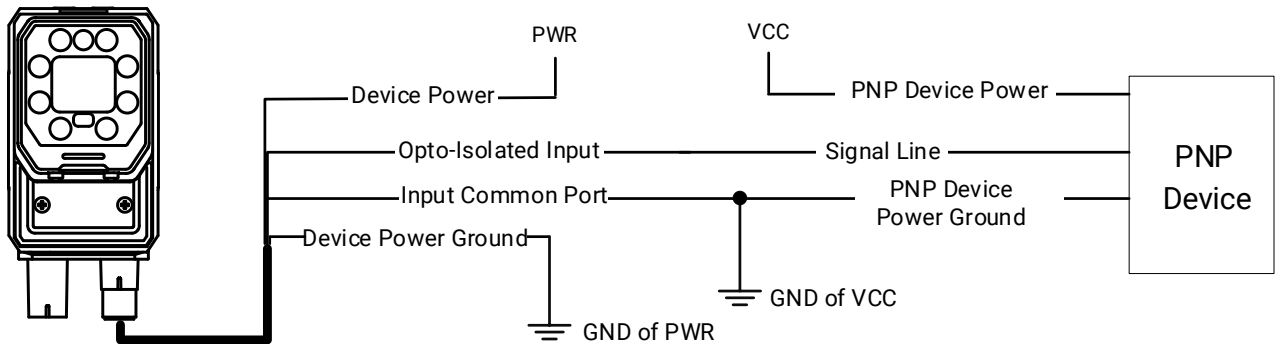 PWR
VCC
Device Power
PNP Device Power
Opto-Isolated Input
Signal Line
Input Common Port
PNP Device
Power Ground
PNP
Device
Device Power Ground
GND of VCC
GND of PWR